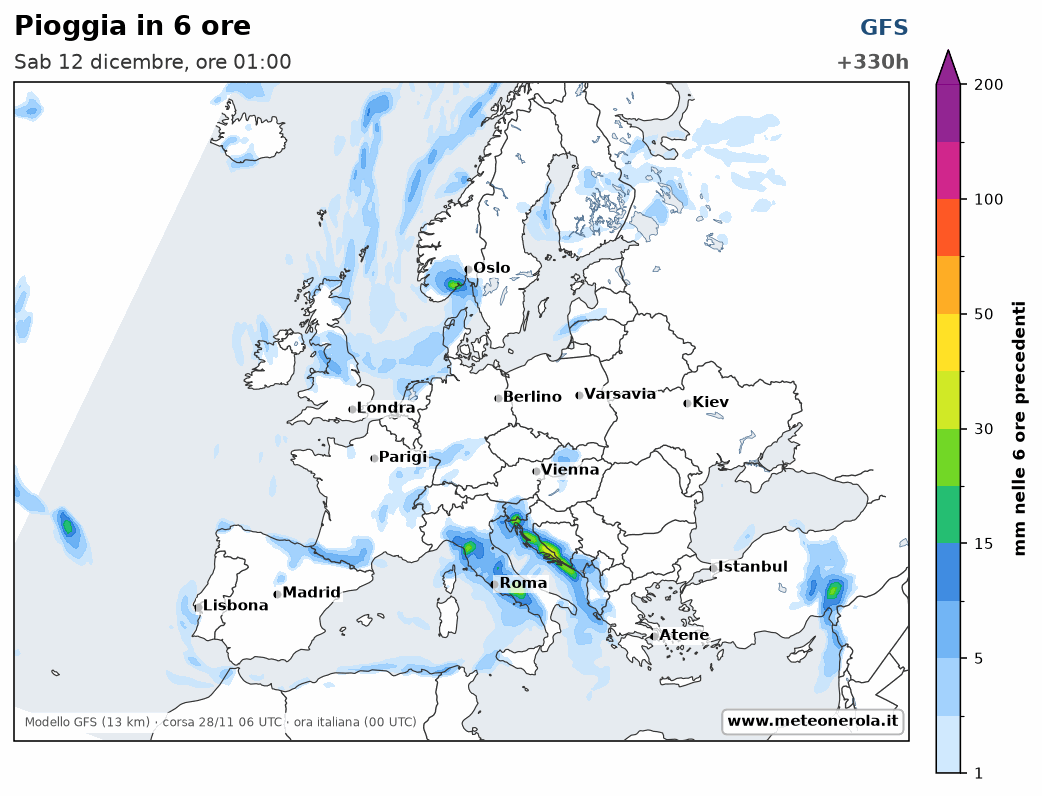 Pioggia in 6 ore
GFS
Sab 12 dicembre, ore 01:00
+330h
200
100
50
30
15
5
1
mm nelle 6 ore precedenti
Oslo
Berlino
Varsavia
Kiev
Londra
Parigi
Vienna
Istanbul
Roma
Madrid
Lisbona
Atene
Modello GFS (13 km) · corsa 28/11 06 UTC · ora italiana (00 UTC)
www.meteonerola.it